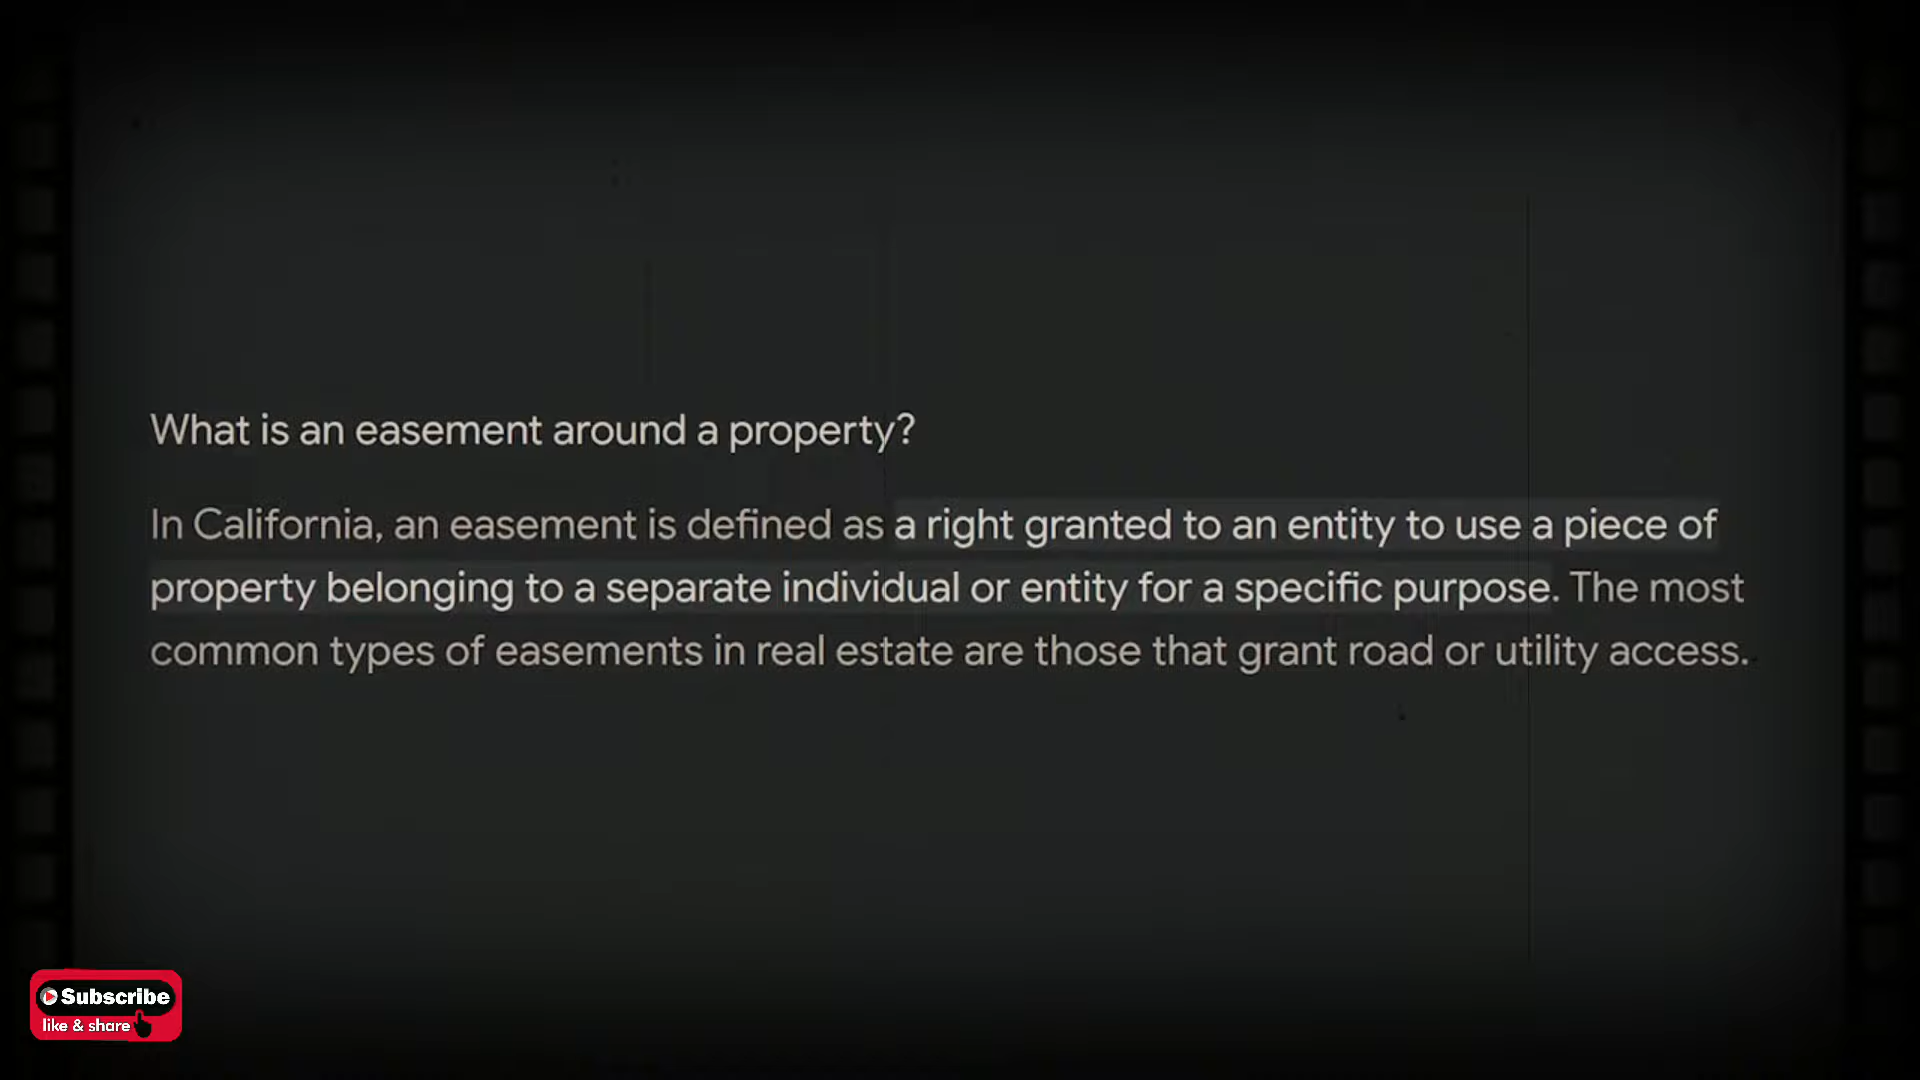 What is an easement around a property?
In California, an easement is defined as a right granted to an entity to use a piece of
property belonging to a separate individual or entity for a specific purpose. The most
common types of easements in real estate are those that grant road or utility access.
Subscribe
like & share